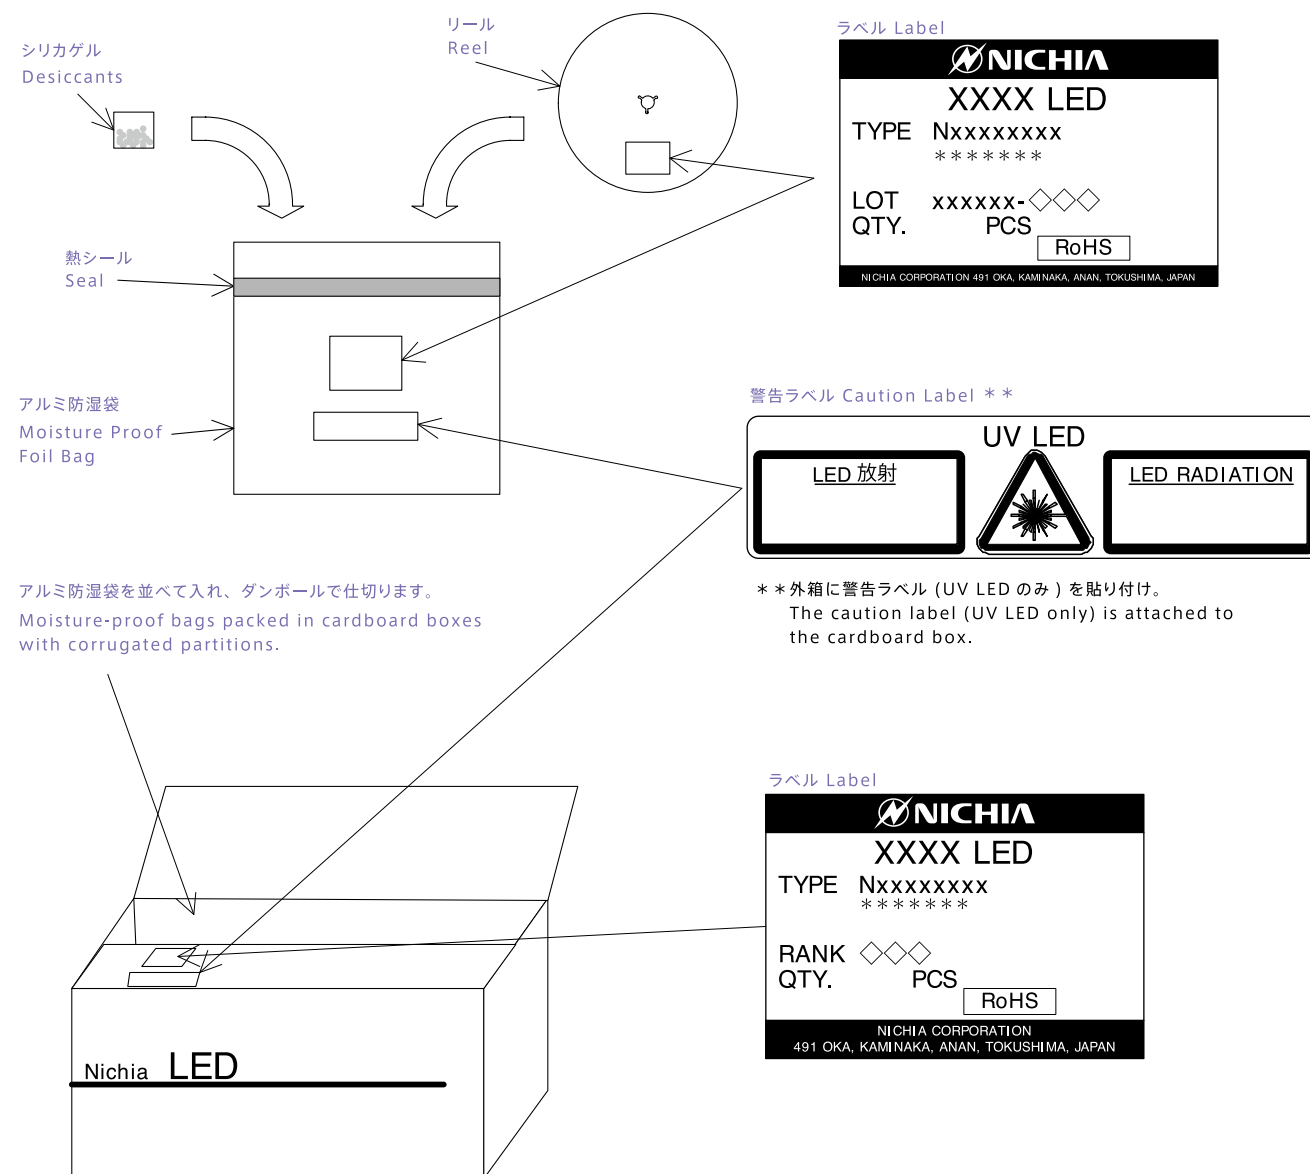 シリカゲル
Desiccants
リール
Reel
ラベル Label
NICHIA
XXXX LED
TYPE Nxxxxxxxx
*******
LOT xxxxxx-◇◇◇
QTY. PCS
RoHS
NICHIA CORPORATION 491 OKA, KAMINAKA, ANAN, TOKUSHIMA, JAPAN
熱シール
Seal
アルミ防湿袋
Moisture Proof
Foil Bag
警告ラベル Caution Label **
UV LED
LED 放射
LED RADIATION
**外箱に警告ラベル (UV LED のみ ) を貼り付け。
The caution label (UV LED only) is attached to
the cardboard box.
アルミ防湿袋を並べて入れ、ダンボールで仕切ります。
Moisture-proof bags packed in cardboard boxes
with corrugated partitions.
ラベル Label
NICHIA
XXXX LED
TYPE Nxxxxxxxx
*******
RANK ◇◇◇
QTY. PCS
RoHS
NICHIA CORPORATION
491 OKA, KAMINAKA, ANAN, TOKUSHIMA, JAPAN
Nichia LED